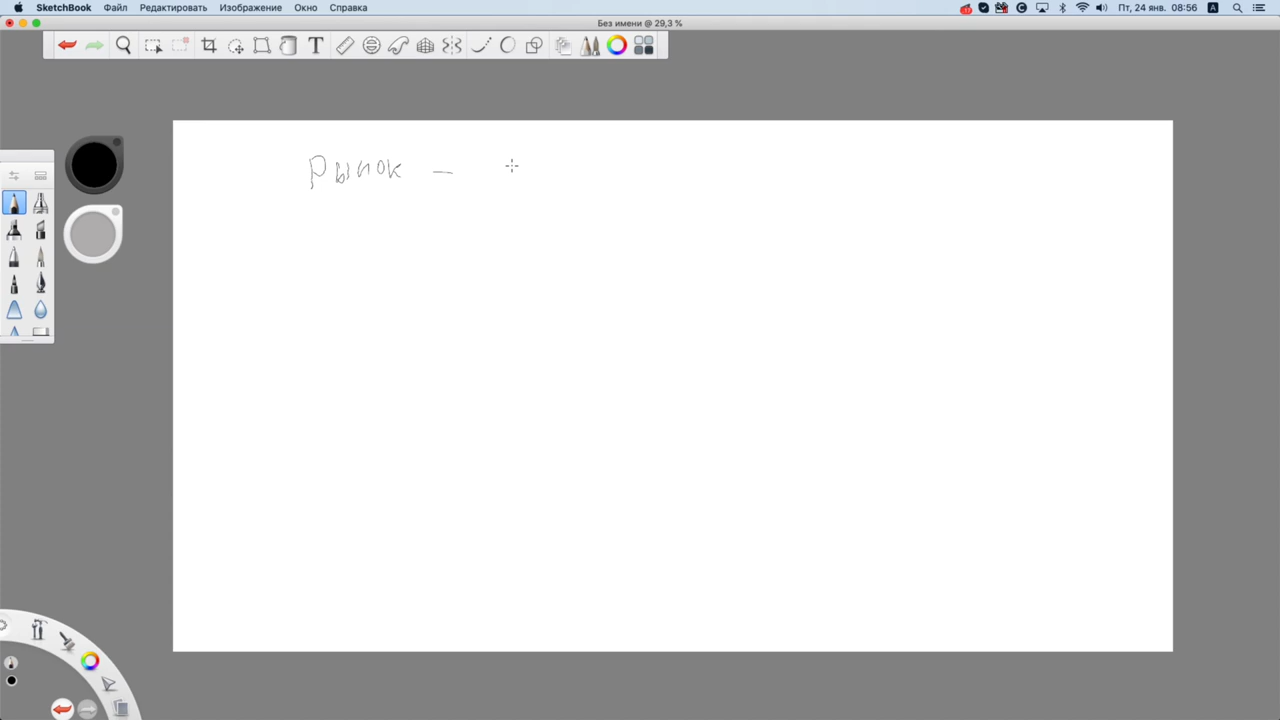 SketchBook Файл Редактировать Изображение Окно Справка Пт, 24 янв. 08:56 A
Без имени @ 29,3 %
Рынок —